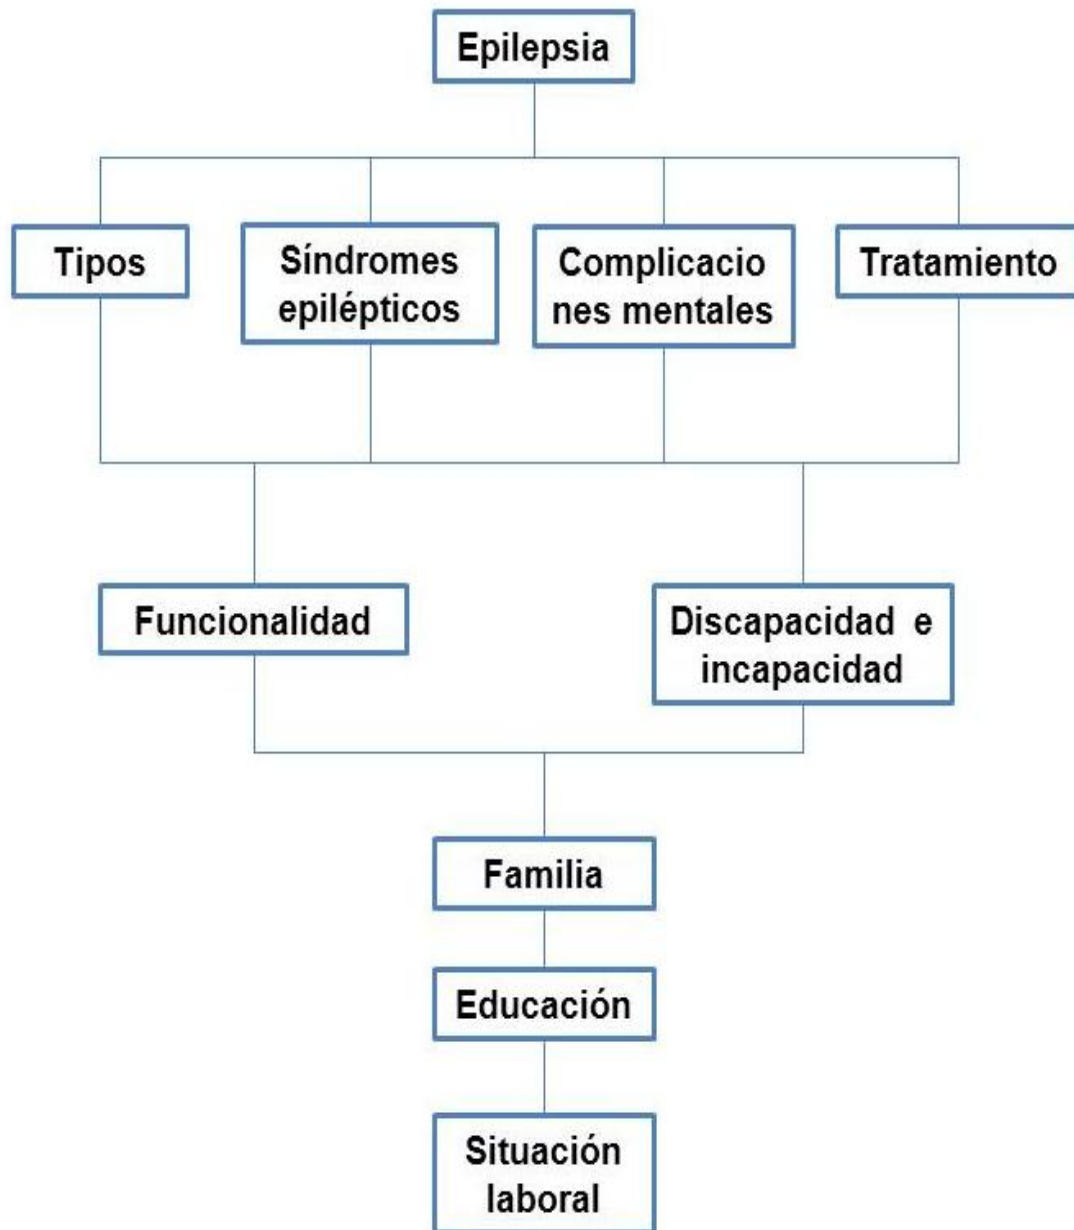 Epilepsia
Tipos
Síndromes
epilépticos
Complicacio
nes mentales
Tratamiento
Funcionalidad
Discapacidad e
incapacidad
Familia
Educación
Situación
laboral